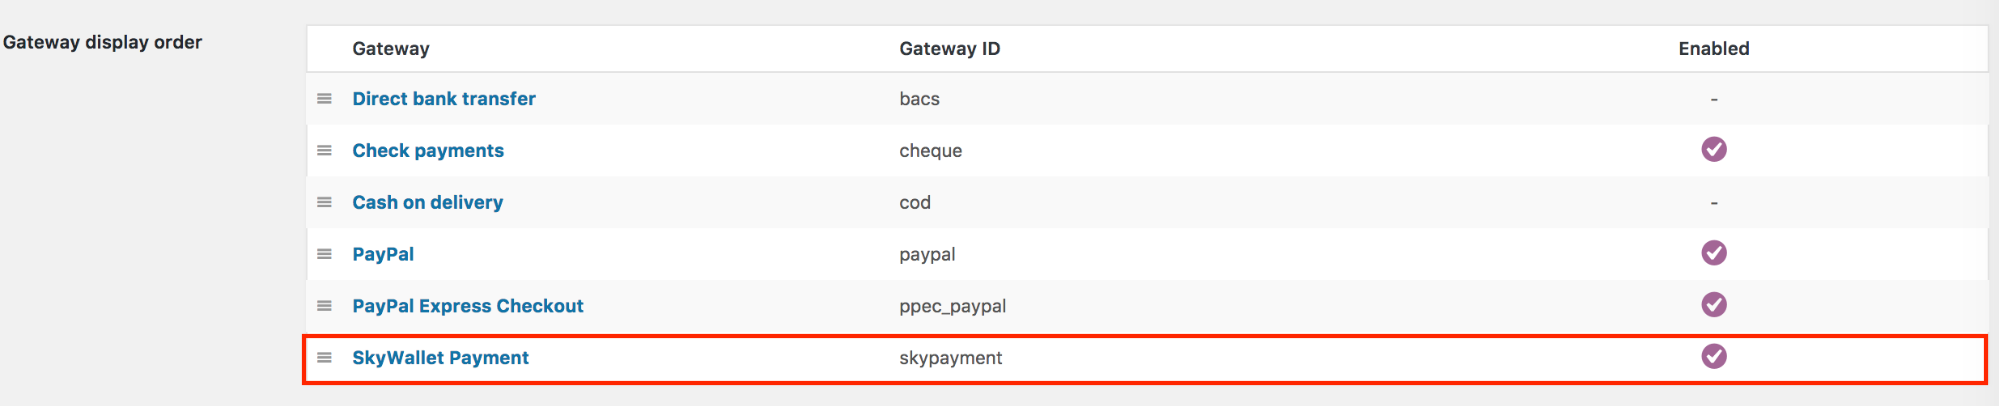 Gateway display order
Gateway Gateway ID Enabled
Direct bank transfer bacs -
Check payments cheque
Cash on delivery cod -
PayPal paypal
PayPal Express Checkout ppec_paypal
SkyWallet Payment skypayment